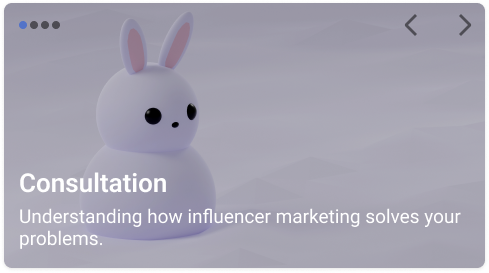 Consultation
Understanding how influencer marketing solves your
problems.